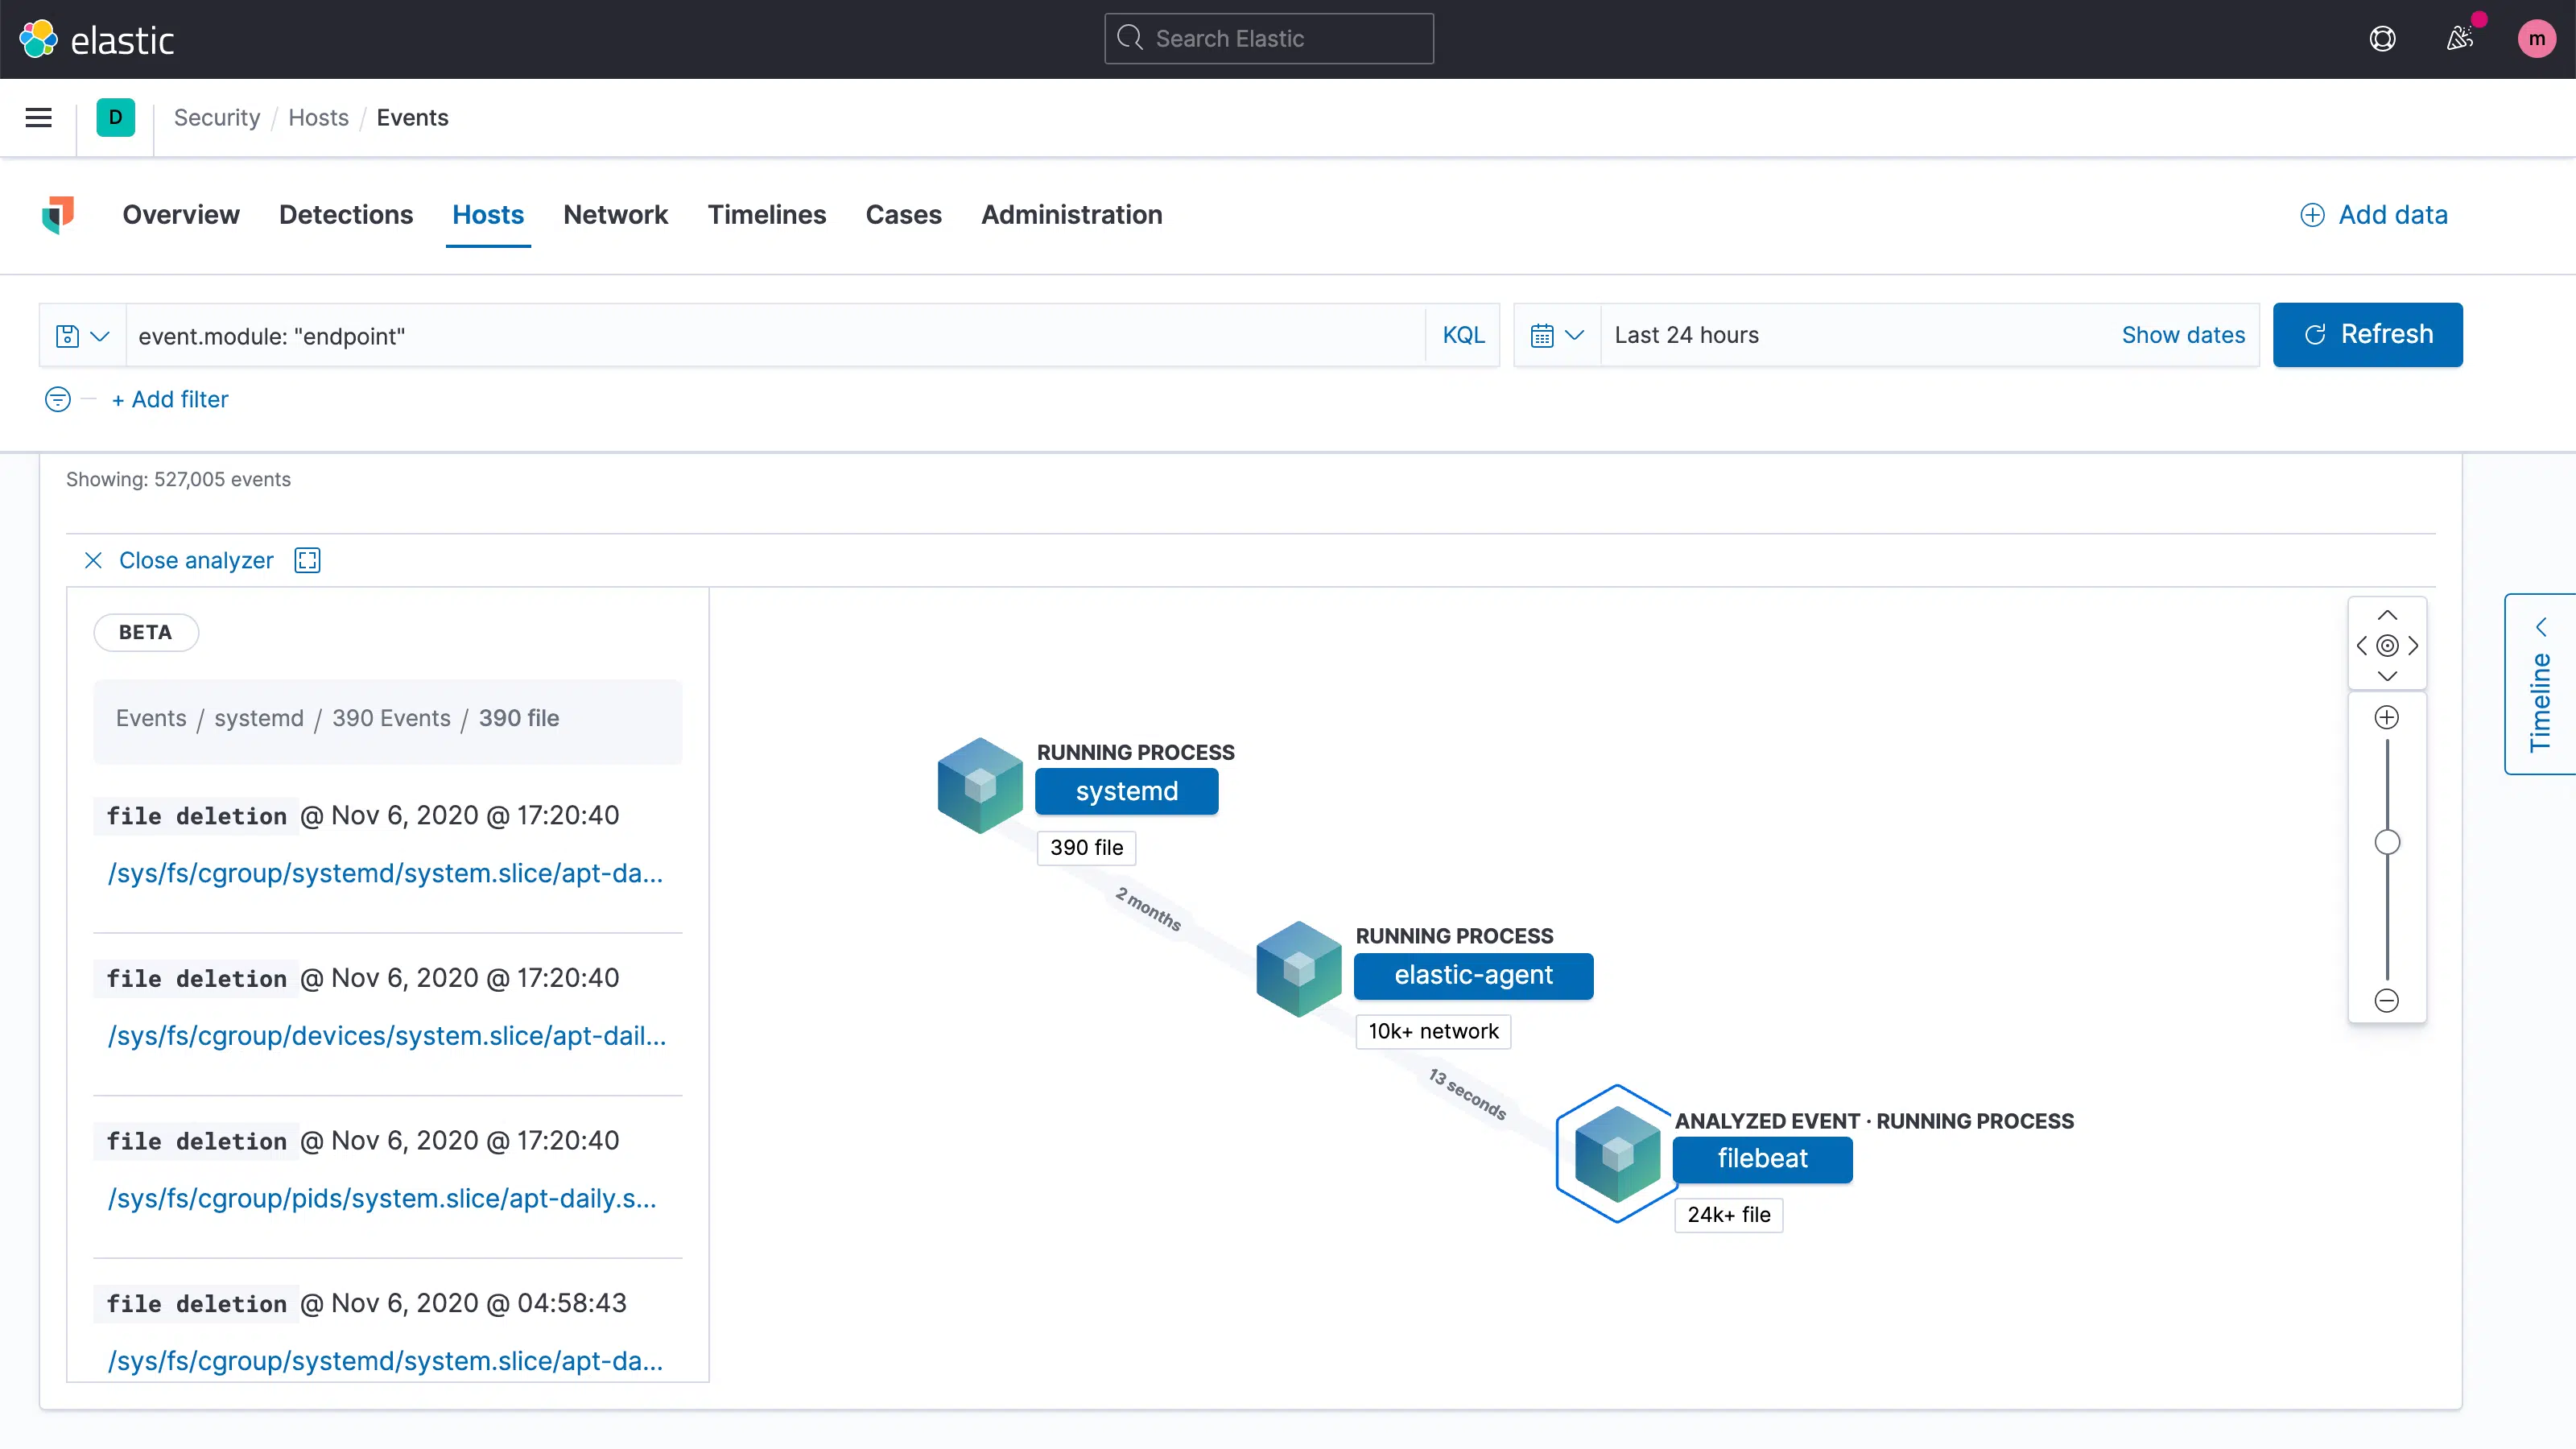 elastic
Search Elastic
m
D
Security / Hosts / Events
Overview Detections Hosts Network Timelines Cases Administration
Add data
event.module: "endpoint"
KQL
Last 24 hours
Show dates
Refresh
+ Add filter
Showing: 527,005 events
Close analyzer
BETA
Events / systemd / 390 Events / 390 file
file deletion @ Nov 6, 2020 @ 17:20:40
/sys/fs/cgroup/systemd/system.slice/apt-da...
file deletion @ Nov 6, 2020 @ 17:20:40
/sys/fs/cgroup/devices/system.slice/apt-dail...
file deletion @ Nov 6, 2020 @ 17:20:40
/sys/fs/cgroup/pids/system.slice/apt-daily.s...
file deletion @ Nov 6, 2020 @ 04:58:43
/sys/fs/cgroup/systemd/system.slice/apt-da...
RUNNING PROCESS
systemd
390 file
2 months
RUNNING PROCESS
elastic-agent
10k+ network
13 seconds
ANALYZED EVENT · RUNNING PROCESS
filebeat
24k+ file
Timeline